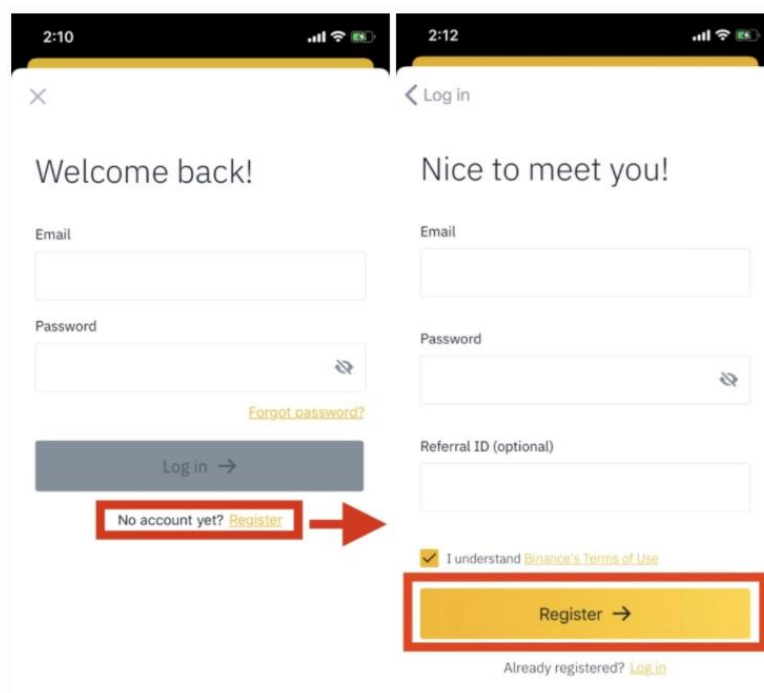 2:10
Welcome back!
Email
Password
Forgot password?
Log in →
No account yet? Register
2:12
Log in
Nice to meet you!
Email
Password
Referral ID (optional)
I understand Binance's Terms of Use
Register →
Already registered? Log in